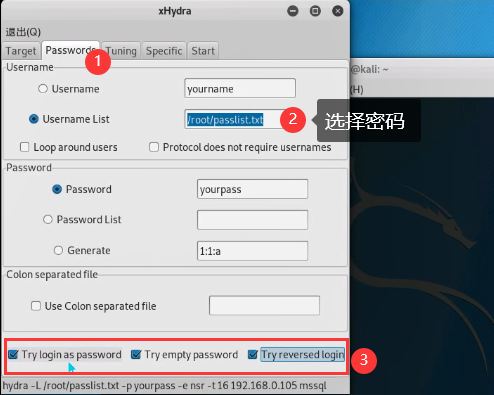 xHydra
退出(Q)
Target Passwords Tuning Specific Start
1
Username
Username yourname
Username List /root/passlist.txt
2
选择密码
Loop around users Protocol does not require usernames
Password
Password yourpass
Password List
Generate 1:1:a
Colon separated file
Use Colon separated file
Try login as password Try empty password Try reversed login
3
hydra -L /root/passlist.txt -p yourpass -e nsr -t 16 192.168.0.105 mssql
@kali: ~
(H)